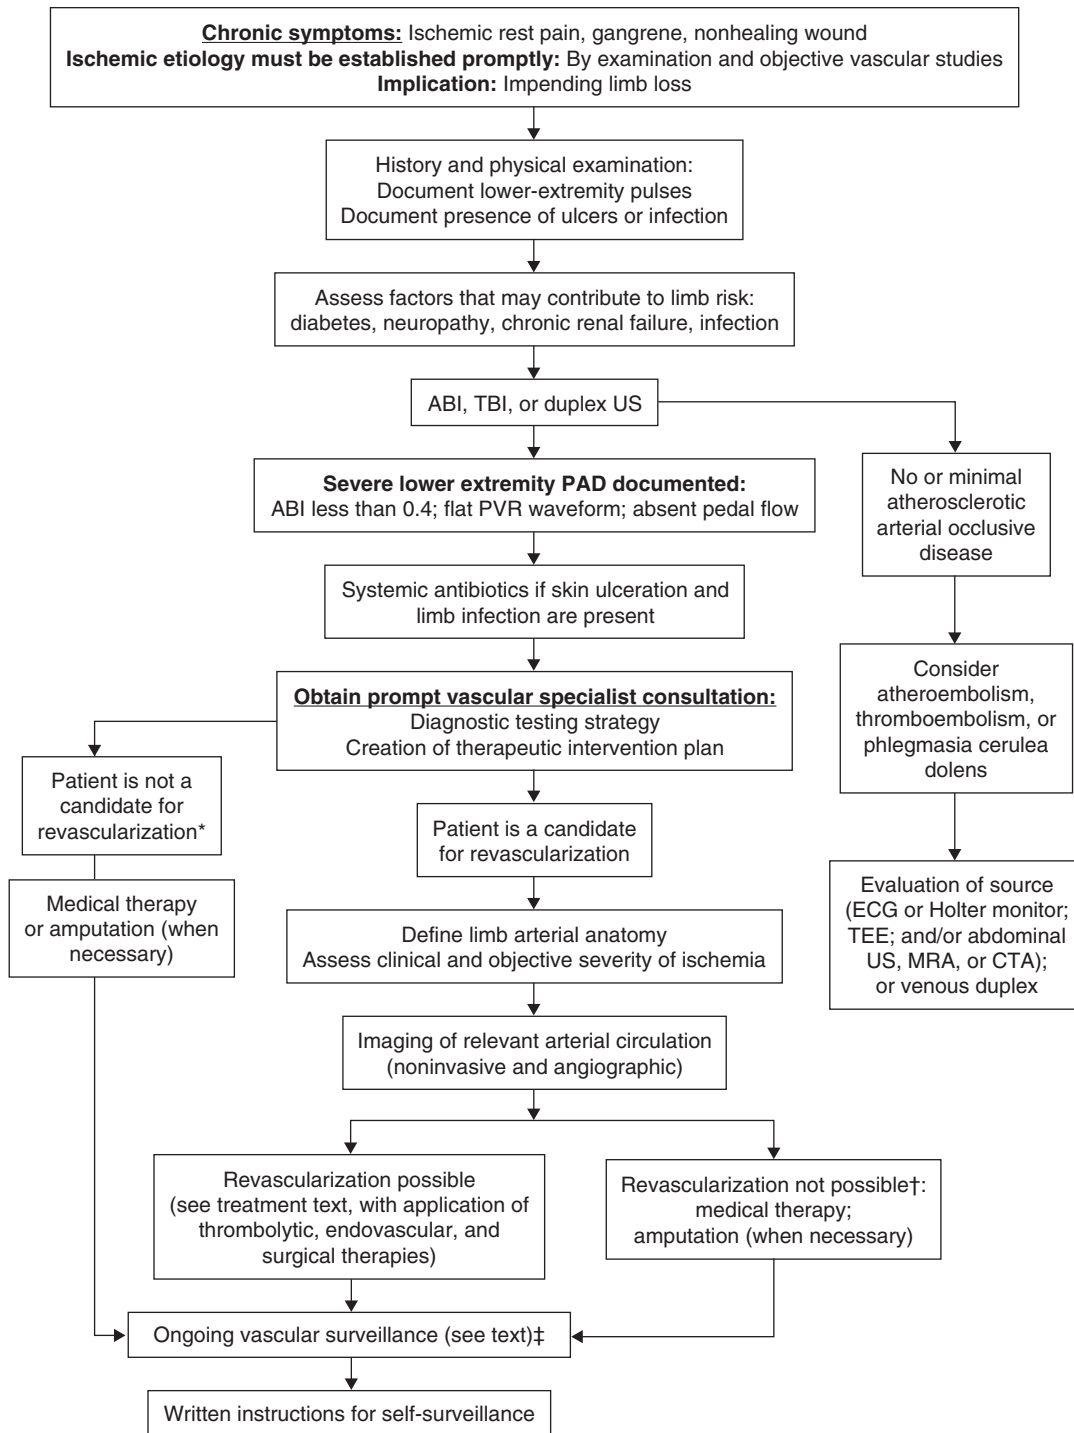 Chronic symptoms: Ischemic rest pain, gangrene, nonhealing wound
Ischemic etiology must be established promptly: By examination and objective vascular studies
Implication: Impending limb loss
History and physical examination:
Document lower-extremity pulses
Document presence of ulcers or infection
Assess factors that may contribute to limb risk:
diabetes, neuropathy, chronic renal failure, infection
ABI, TBI, or duplex US
Severe lower extremity PAD documented:
ABI less than 0.4; flat PVR waveform; absent pedal flow
No or minimal
atherosclerotic
arterial occlusive
disease
Systemic antibiotics if skin ulceration and
limb infection are present
Consider
atheroembolism,
thromboembolism, or
phlegmasia cerulea
dolens
Obtain prompt vascular specialist consultation:
Diagnostic testing strategy
Creation of therapeutic intervention plan
Patient is not a
candidate for
revascularization*
Patient is a candidate
for revascularization
Medical therapy
or amputation (when
necessary)
Evaluation of source
(ECG or Holter monitor;
TEE; and/or abdominal
US, MRA, or CTA);
or venous duplex
Define limb arterial anatomy
Assess clinical and objective severity of ischemia
Imaging of relevant arterial circulation
(noninvasive and angiographic)
Revascularization possible
(see treatment text, with application of
thrombolytic, endovascular, and
surgical therapies)
Revascularization not possible†:
medical therapy;
amputation (when necessary)
Ongoing vascular surveillance (see text)‡
Written instructions for self-surveillance